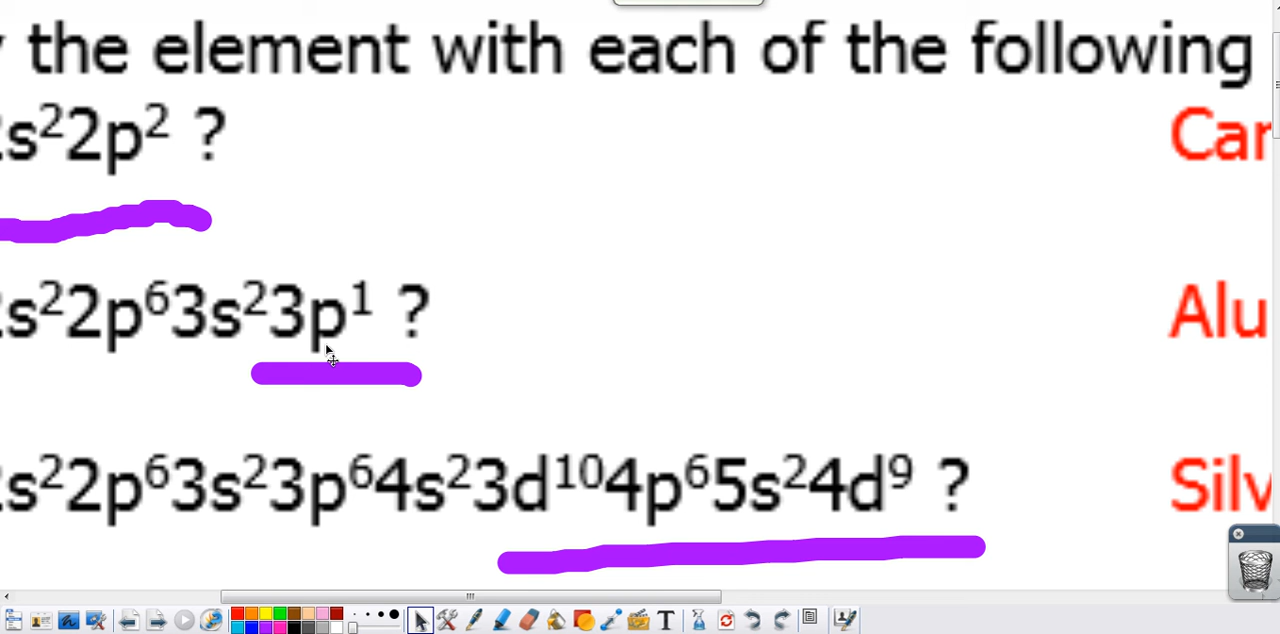 the element with each of the following
s²2p² ? Car
s²2p⁶3s²3p¹ ? Alu
s²2p⁶3s²3p⁶4s²3d¹⁰4p⁶5s²4d⁹ ? Silv
T